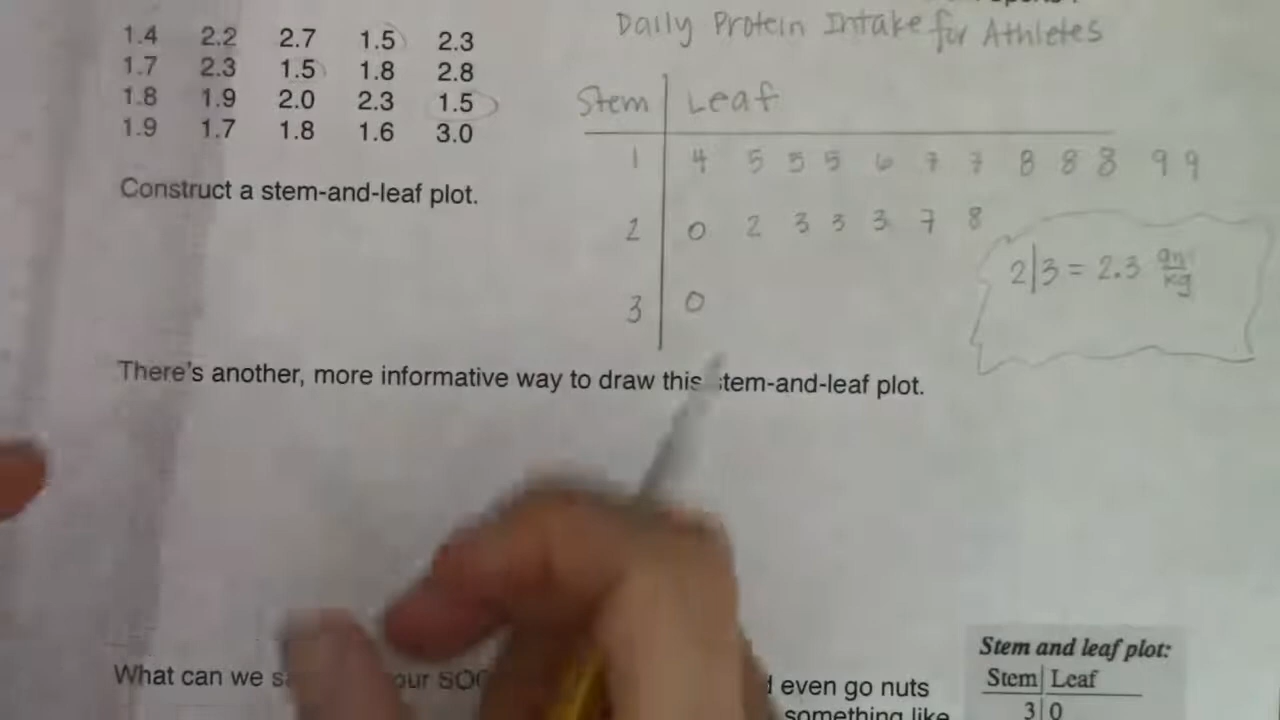 Daily Protein Intake for Athletes
1.4 2.2 2.7 1.5 2.3
1.7 2.3 1.5 1.8 2.8
1.8 1.9 2.0 2.3 1.5
1.9 1.7 1.8 1.6 3.0
Construct a stem-and-leaf plot.
Stem | Leaf
1 | 4 5 5 5 6 7 7 8 8 8 9 9
2 | 0 2 3 3 3 7 8
3 | 0
2|3 = 2.3 gm/kg
There's another, more informative way to draw this stem-and-leaf plot.
What can we our
even go nuts
something like
Stem and leaf plot:
Stem | Leaf
3 | 0